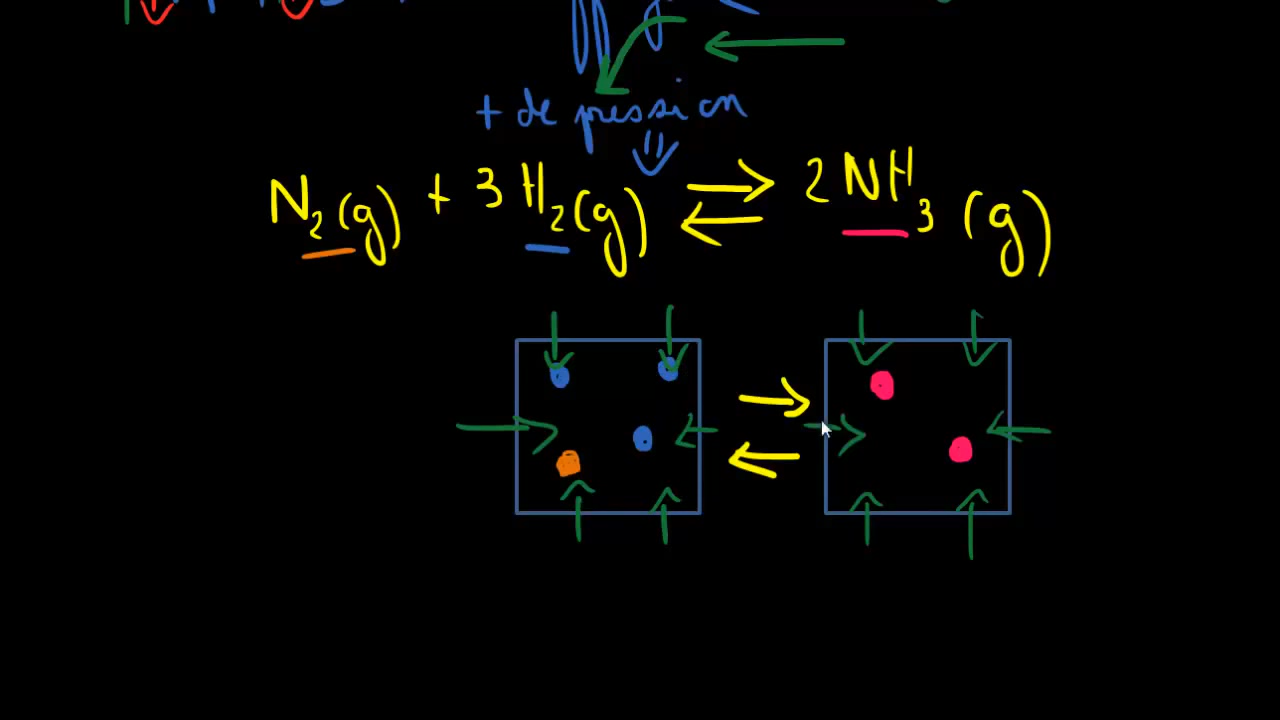 + de pression
N2(g) + 3 H2(g) ⇌ 2 NH3 (g)